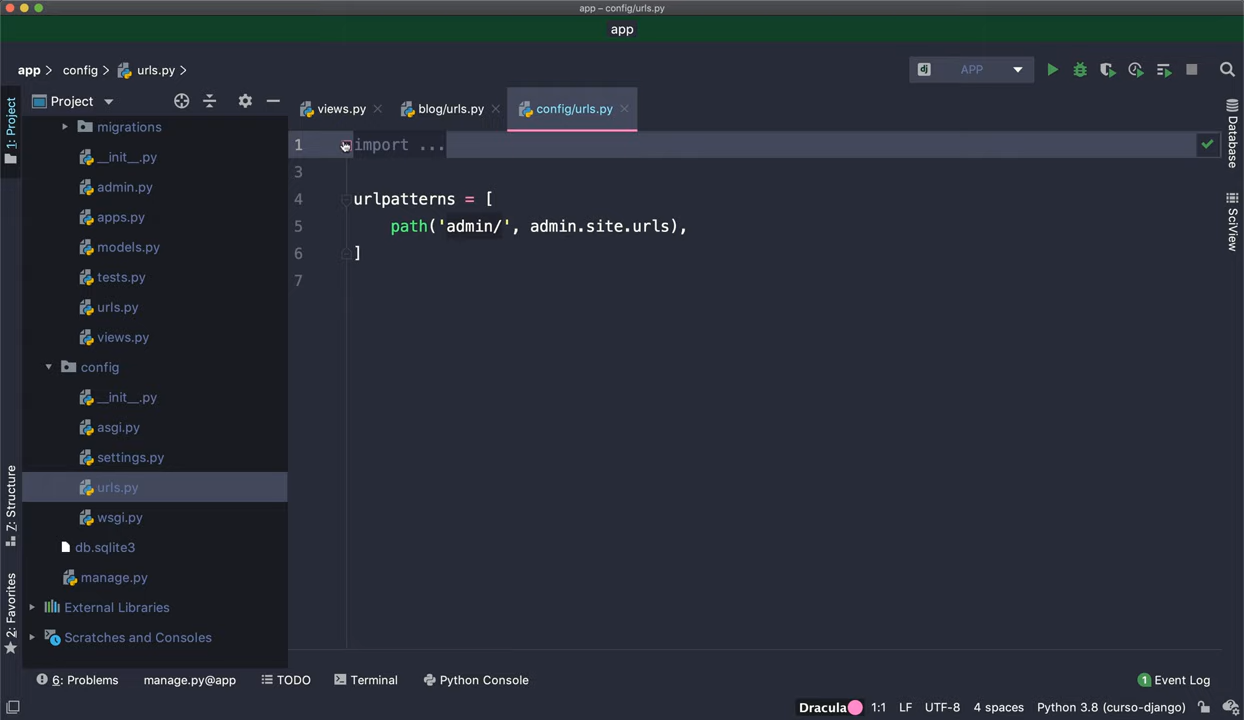 app – config/urls.py
app
app
config
urls.py
APP
Project
views.py
blog/urls.py
config/urls.py
1: Project
Z: Structure
2: Favorites
migrations
__init__.py
admin.py
apps.py
models.py
tests.py
urls.py
views.py
config
__init__.py
asgi.py
settings.py
urls.py
wsgi.py
db.sqlite3
manage.py
External Libraries
Scratches and Consoles
1 import ...
3
4 urlpatterns = [
5 path('admin/', admin.site.urls),
6 ]
7
Database
SciView
6: Problems
manage.py@app
TODO
Terminal
Python Console
1 Event Log
Dracula
1:1
LF
UTF-8
4 spaces
Python 3.8 (curso-django)